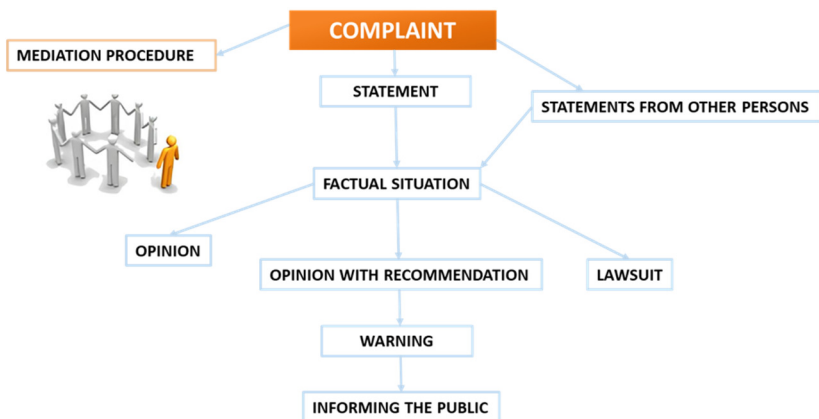 COMPLAINT
MEDIATION PROCEDURE
STATEMENT
STATEMENTS FROM OTHER PERSONS
FACTUAL SITUATION
OPINION
OPINION WITH RECOMMENDATION
LAWSUIT
WARNING
INFORMING THE PUBLIC